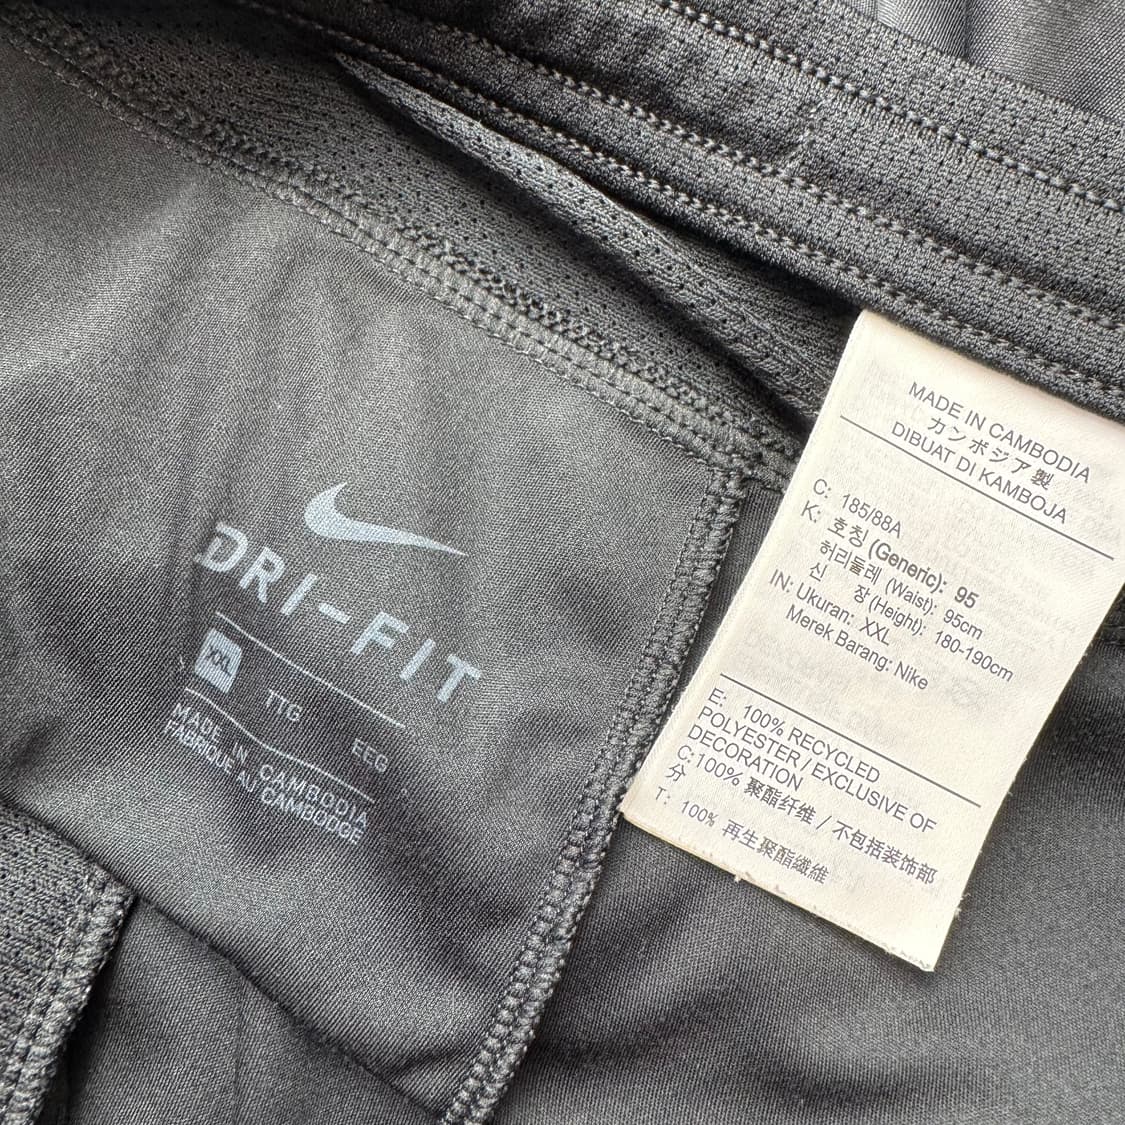 DRI-FIT
XXL
TTG
EEG
MADE IN CAMBODIA
FABRIQUÉ AU CAMBODGE
MADE IN CAMBODIA
カンボジア製
DIBUAT DI KAMBOJA
C: 185/88A
K: 호칭 (Generic): 95
허리둘레 (Waist): 95cm
신 장 (Height): 180-190cm
IN: Ukuran: XXL
Merek Barang: Nike
E: 100% RECYCLED
POLYESTER / EXCLUSIVE OF
DECORATION
C:100% 聚酯纤维 / 不包括装饰部
分
T: 100% 再生聚酯纖維